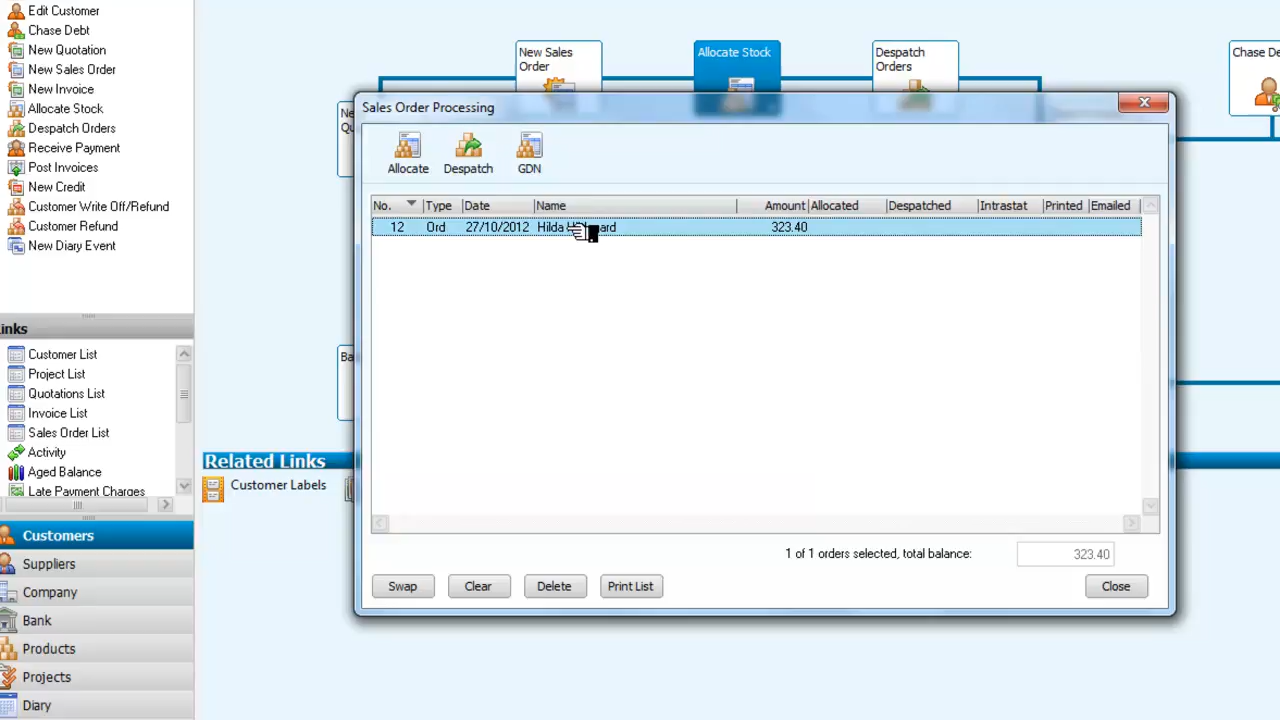 Edit Customer
Chase Debt
New Quotation
New Sales Order
New Invoice
Allocate Stock
Despatch Orders
Receive Payment
Post Invoices
New Credit
Customer Write Off/Refund
Customer Refund
New Diary Event
inks
Customer List
Project List
Quotations List
Invoice List
Sales Order List
Activity
Aged Balance
Late Payment Charges
Customers
Suppliers
Company
Bank
Products
Projects
Diary
New Sales
Order
Allocate Stock
Despatch
Orders
Chase De
Ne
Qu
Ba
Related Links
Customer Labels
Sales Order Processing
Allocate Despatch GDN
No. Type Date Name Amount Allocated Despatched Intrastat Printed Emailed
12 Ord 27/10/2012 Hilda 323.40
1 of 1 orders selected, total balance: 323.40
Swap Clear Delete Print List Close